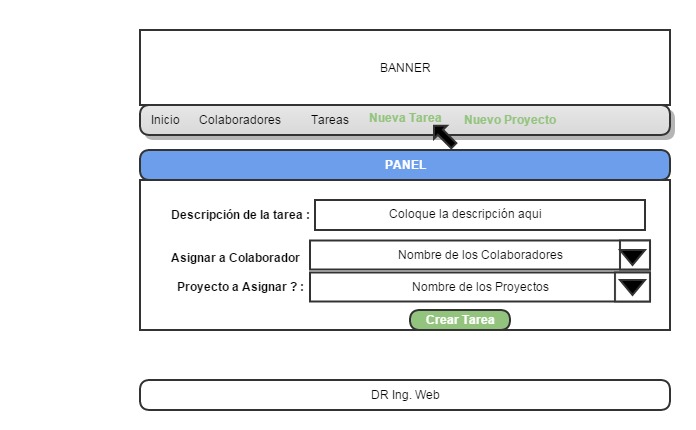 BANNER
Inicio Colaboradores Tareas Nueva Tarea Nuevo Proyecto
PANEL
Descripción de la tarea : Coloque la descripción aqui
Asignar a Colaborador Nombre de los Colaboradores
Proyecto a Asignar ? : Nombre de los Proyectos
Crear Tarea
DR Ing. Web